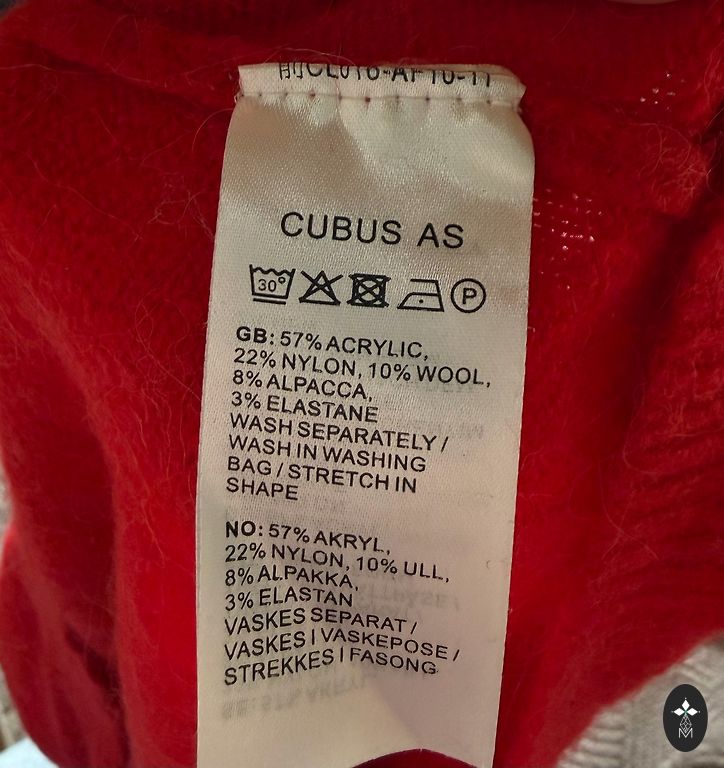 CUBUS AS
30° P
GB: 57% ACRYLIC,
22% NYLON, 10% WOOL,
8% ALPACCA,
3% ELASTANE
WASH SEPARATELY /
WASH IN WASHING
BAG / STRETCH IN
SHAPE
NO: 57% AKRYL,
22% NYLON, 10% ULL,
8% ALPAKKA,
3% ELASTAN
VASKES SEPARAT /
VASKES I VASKEPOSE /
STREKKES I FASONG